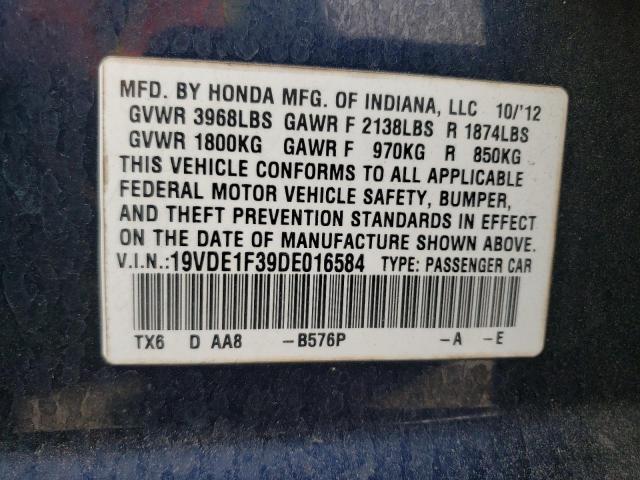 MFD. BY HONDA MFG. OF INDIANA, LLC 10/'12
GVWR 3968LBS GAWR F 2138LBS R 1874LBS
GVWR 1800KG GAWR F 970KG R 850KG
THIS VEHICLE CONFORMS TO ALL APPLICABLE
FEDERAL MOTOR VEHICLE SAFETY, BUMPER,
AND THEFT PREVENTION STANDARDS IN EFFECT
ON THE DATE OF MANUFACTURE SHOWN ABOVE.
V.I.N.:19VDE1F39DE016584 TYPE: PASSENGER CAR
TX6 D AA8 -B576P -A -E